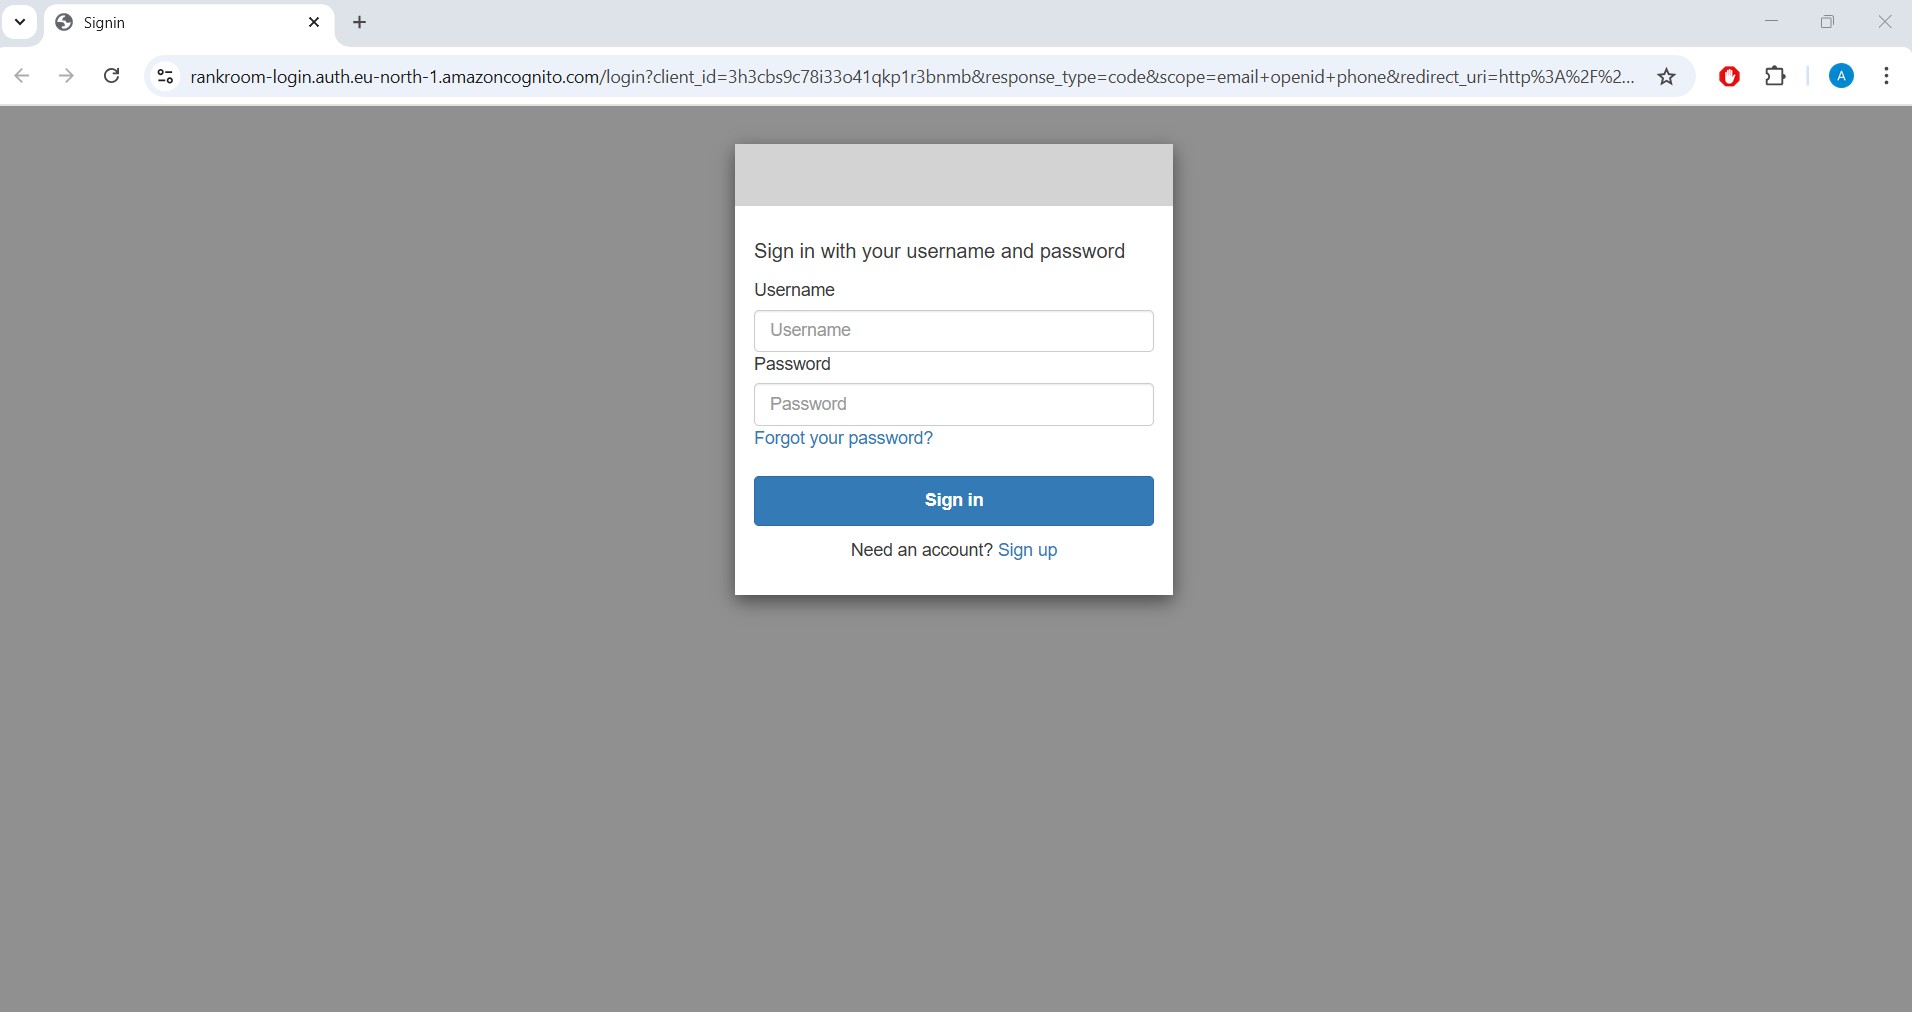 Signin
rankroom-login.auth.eu-north-1.amazoncognito.com/login?client_id=3h3cbs9c78i33o41qkp1r3bnmb&response_type=code&scope=email+openid+phone&redirect_uri=http%3A%2F%2...
A
Sign in with your username and password
Username
Username
Password
Password
Forgot your password?
Sign in
Need an account? Sign up